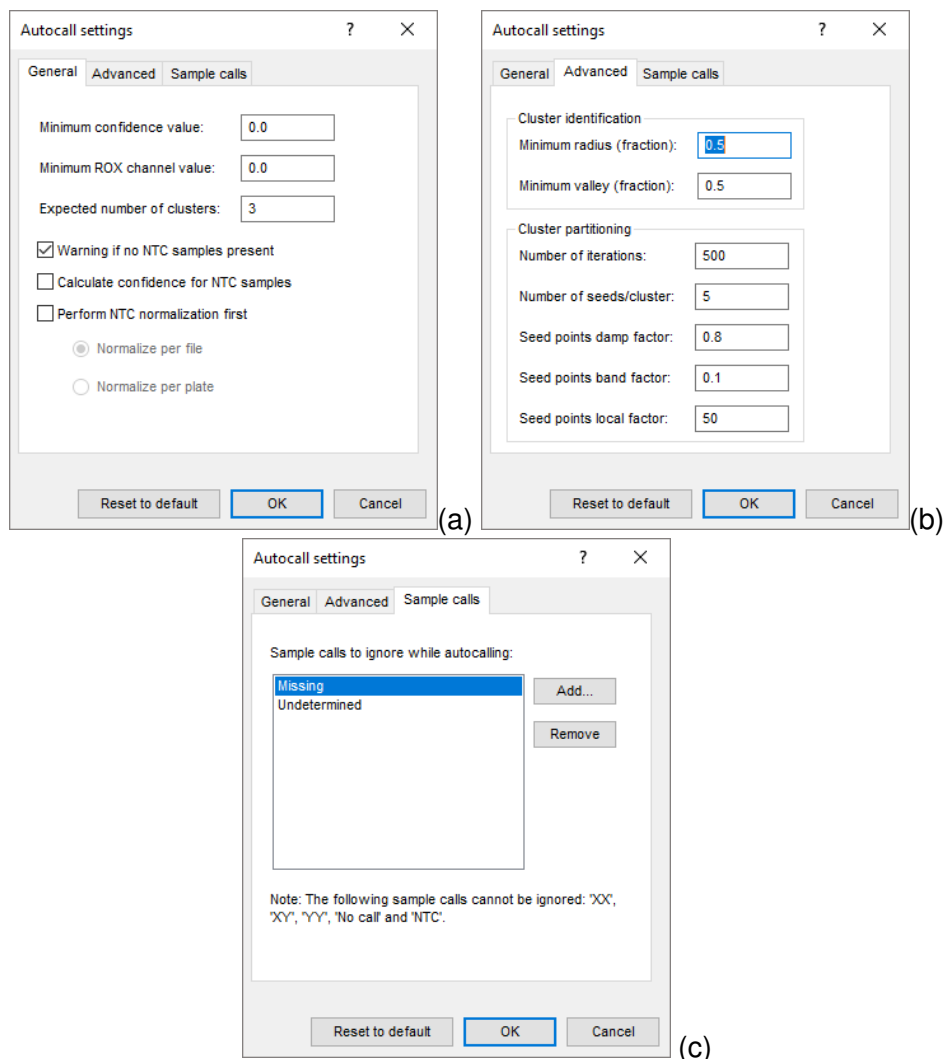 Autocall settings ? ×
General Advanced Sample calls
Minimum confidence value: 0.0
Minimum ROX channel value: 0.0
Expected number of clusters: 3
Warning if no NTC samples present
Calculate confidence for NTC samples
Perform NTC normalization first
Normalize per file
Normalize per plate
Reset to default OK Cancel
(a)
Autocall settings ? ×
General Advanced Sample calls
Cluster identification
Minimum radius (fraction): 0.5
Minimum valley (fraction): 0.5
Cluster partitioning
Number of iterations: 500
Number of seeds/cluster: 5
Seed points damp factor: 0.8
Seed points band factor: 0.1
Seed points local factor: 50
Reset to default OK Cancel
(b)
Autocall settings ? ×
General Advanced Sample calls
Sample calls to ignore while autocalling:
Missing
Undetermined
Add...
Remove
Note: The following sample calls cannot be ignored: 'XX',
'XY', 'YY', 'No call' and 'NTC'.
Reset to default OK Cancel
(c)